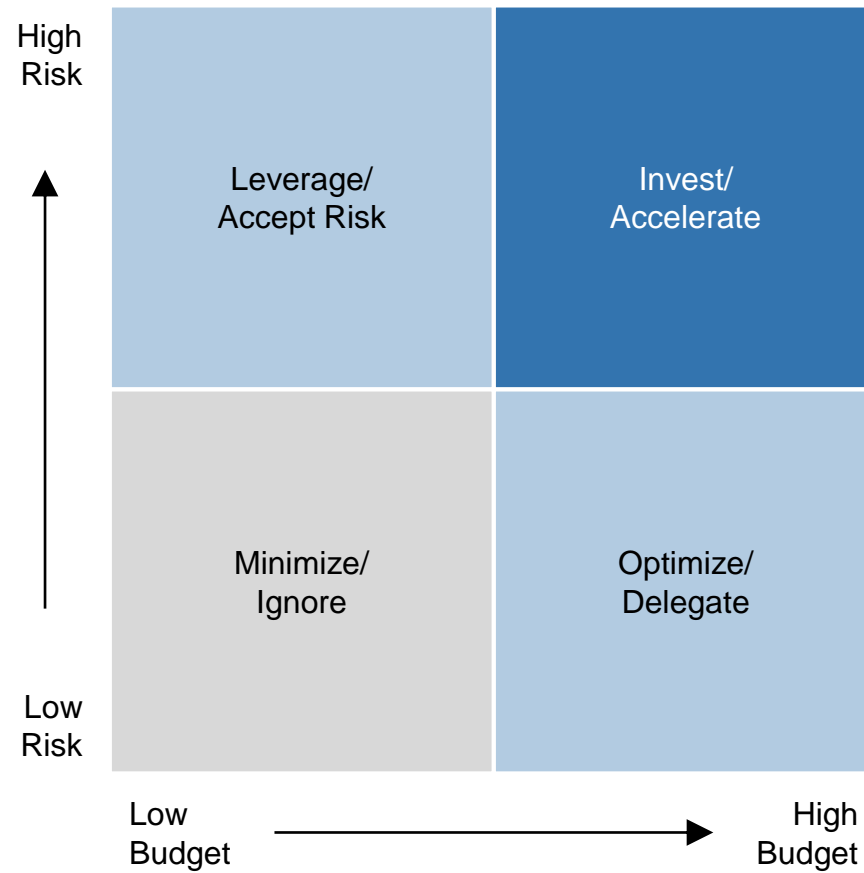 High
Risk
Leverage/
Accept Risk
Invest/
Accelerate
Minimize/
Ignore
Optimize/
Delegate
Low
Risk
Low
Budget
High
Budget